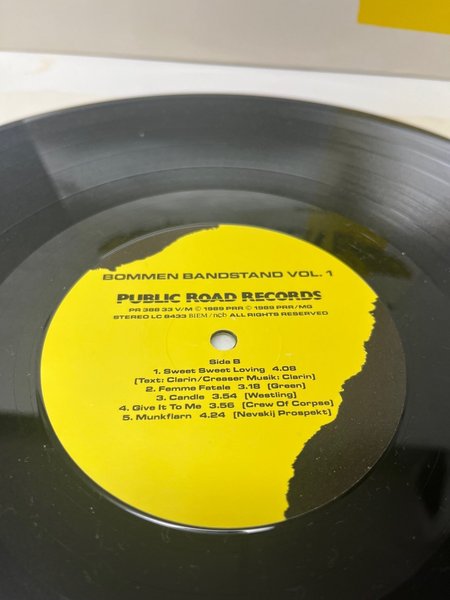 BOMMEN BANDSTAND VOL. 1
PUBLIC ROAD RECORDS
PR 388 33 V/M © 1989 PRR ℗ 1989 PRR/MG
STEREO LC 8433 BIEM/ncb ALL RIGHTS RESERVED
Side B
1. Sweet Sweet Loving 4.08
(Text: Clarin/Creaser Musik: Clarin)
2. Femme Fatale 3.18 (Green)
3. Candle 3.54 (Westling)
4. Give It To Me 3.56 (Crew Of Corpse)
5. Munkflarn 4.24 (Nevskij Prospekt)